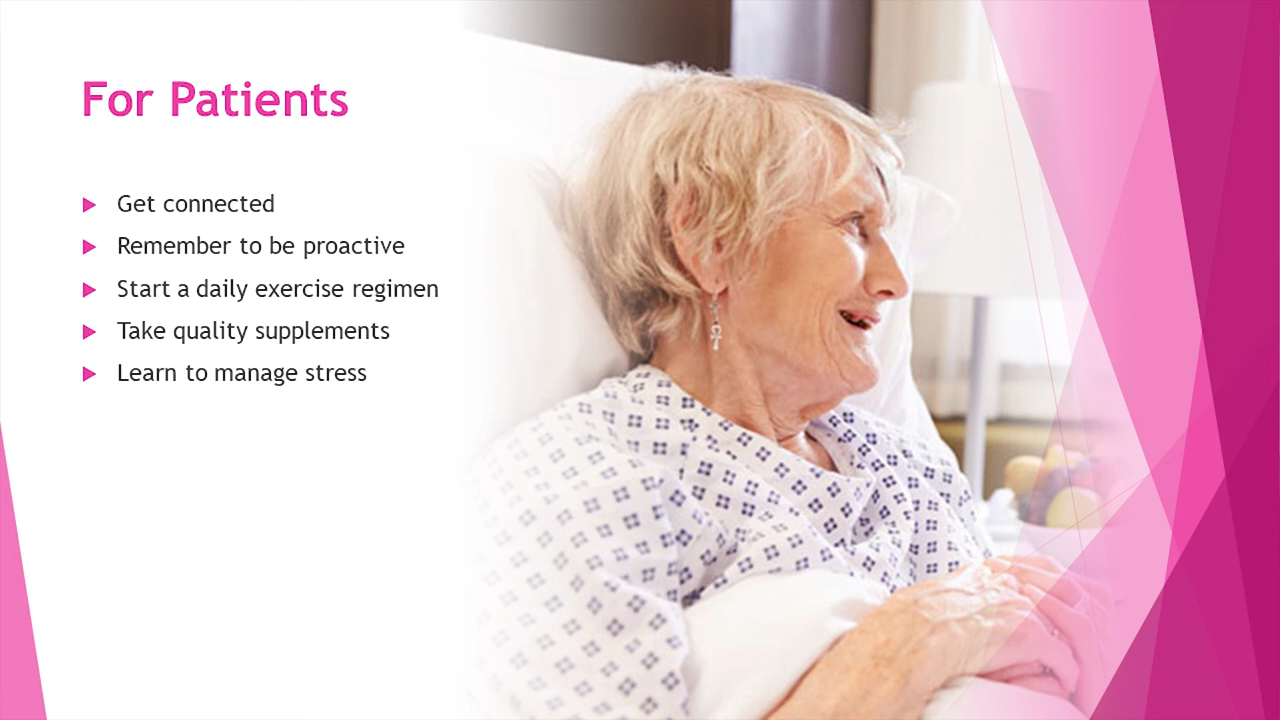 For Patients
Get connected
Remember to be proactive
Start a daily exercise regimen
Take quality supplements
Learn to manage stress